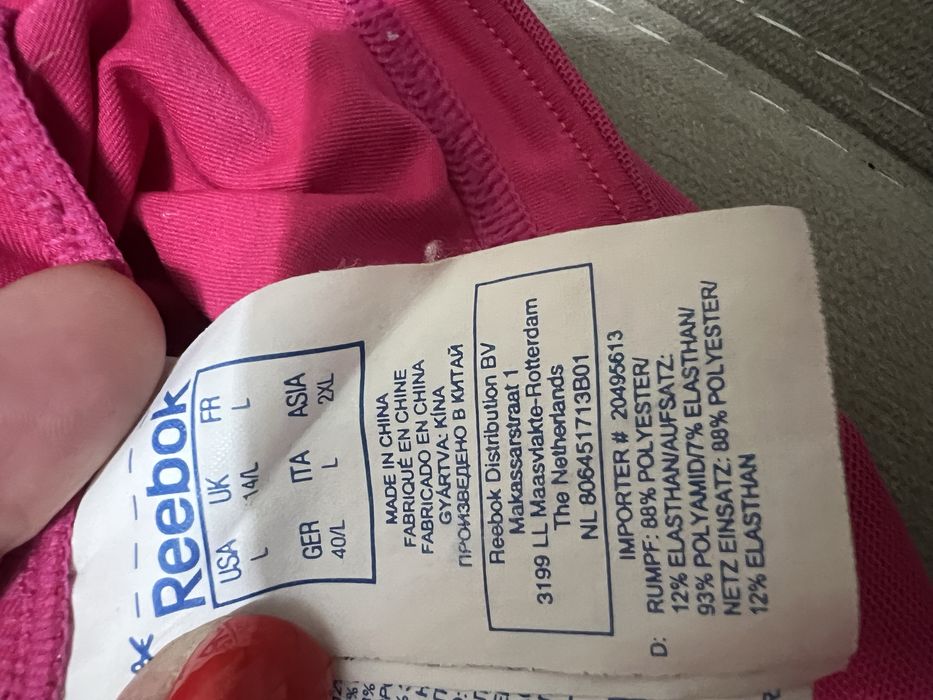 Reebok
USA UK FR
L 14/L L
GER ITA ASIA
40/L L 2XL
MADE IN CHINA
FABRIQUÉ EN CHINE
FABRICADO EN CHINA
GYÁRTVA: KÍNA
ПРОИЗВЕДЕНО В КИТАЙ
Reebok Distribution BV
Makassarstraat 1
3199 LL Maasvlakte-Rotterdam
The Netherlands
NL 806451713B01
IMPORTER # 20495613
D: RUMPF: 88% POLYESTER/
12% ELASTHAN/AUFSATZ:
93% POLYAMID/7% ELASTHAN/
NETZ EINSATZ: 88% POLYESTER/
12% ELASTHAN